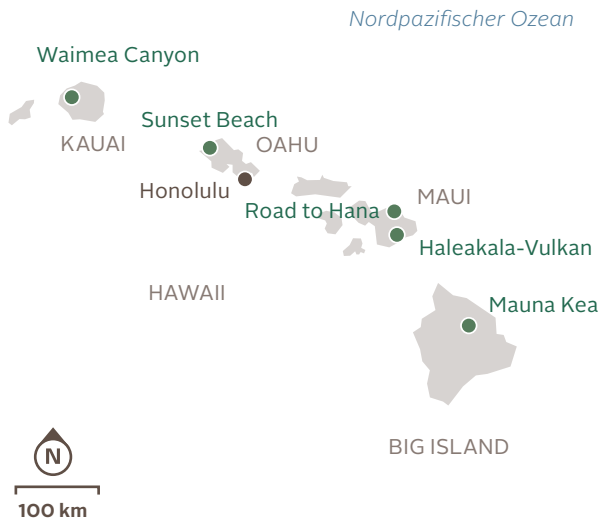 Nordpazifischer Ozean
Waimea Canyon
Sunset Beach
KAUAI
OAHU
Honolulu
MAUI
Road to Hana
Haleakala-Vulkan
HAWAII
Mauna Kea
BIG ISLAND
N
100 km